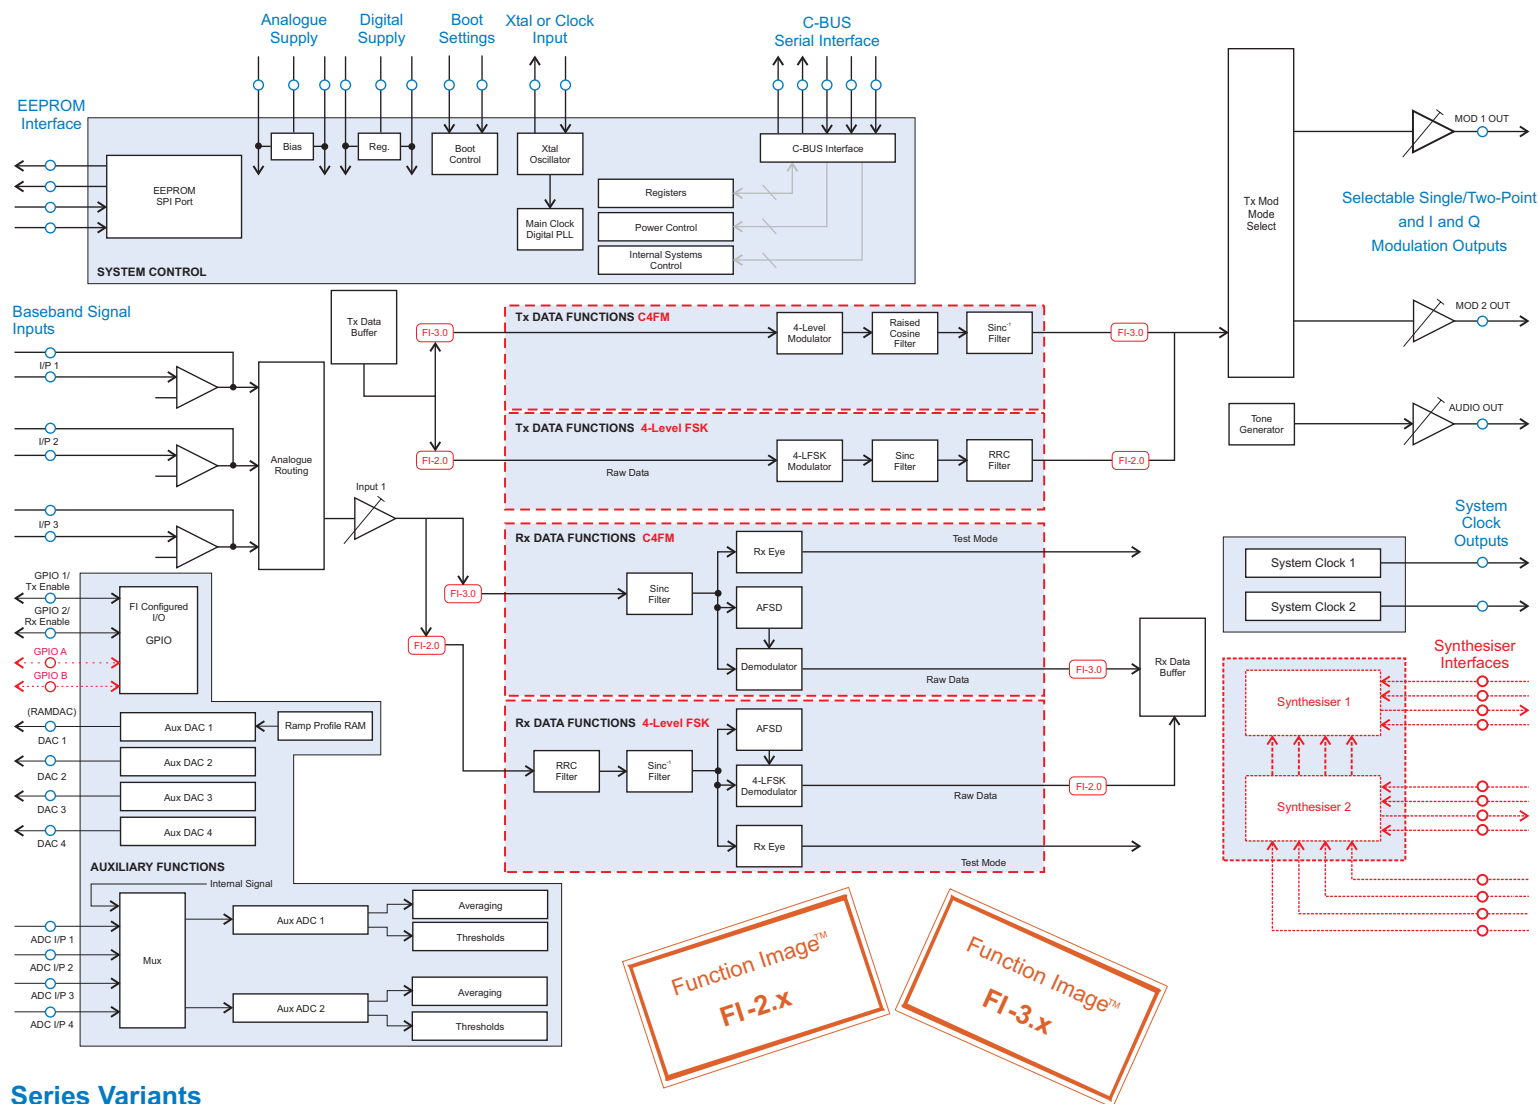 Analogue
Supply
Digital
Supply
Boot
Settings
Xtal or Clock
Input
C-BUS
Serial Interface
EEPROM
Interface
Bias
Reg.
Boot
Control
Xtal
Oscillator
C-BUS Interface
EEPROM
SPI Port
Registers
Main Clock
Digital PLL
Power Control
Internal Systems
Control
SYSTEM CONTROL
Tx Mod
Mode
Select
MOD 1 OUT
Selectable Single/Two-Point
and I and Q
Modulation Outputs
MOD 2 OUT
Tone
Generator
AUDIO OUT
Baseband Signal
Inputs
I/P 1
I/P 2
I/P 3
Analogue
Routing
Tx Data
Buffer
Input 1
FI-3.0
FI-2.0
Tx DATA FUNCTIONS C4FM
4-Level
Modulator
Raised
Cosine
Filter
Sinc-1
Filter
FI-3.0
Tx DATA FUNCTIONS 4-Level FSK
Raw Data
4-LFSK
Modulator
Sinc
Filter
RRC
Filter
FI-2.0
Rx DATA FUNCTIONS C4FM
FI-3.0
Sinc
Filter
Rx Eye
Test Mode
AFSD
Demodulator
Raw Data
FI-3.0
FI-2.0
Rx Data
Buffer
Rx DATA FUNCTIONS 4-Level FSK
RRC
Filter
Sinc-1
Filter
AFSD
4-LFSK
Demodulator
Raw Data
FI-2.0
Rx Eye
Test Mode
System
Clock
Outputs
System Clock 1
System Clock 2
Synthesiser
Interfaces
Synthesiser 1
Synthesiser 2
GPIO 1/
Tx Enable
GPIO 2/
Rx Enable
GPIO A
GPIO B
FI Configured
I/O
GPIO
(RAMDAC)
DAC 1
DAC 2
DAC 3
DAC 4
Aux DAC 1
Ramp Profile RAM
Aux DAC 2
Aux DAC 3
Aux DAC 4
AUXILIARY FUNCTIONS
Internal Signal
ADC I/P 1
ADC I/P 2
ADC I/P 3
ADC I/P 4
Mux
Aux ADC 1
Averaging
Thresholds
Aux ADC 2
Averaging
Thresholds
Function Image™
FI-2.x
Function Image™
FI-3.x
Series Variants